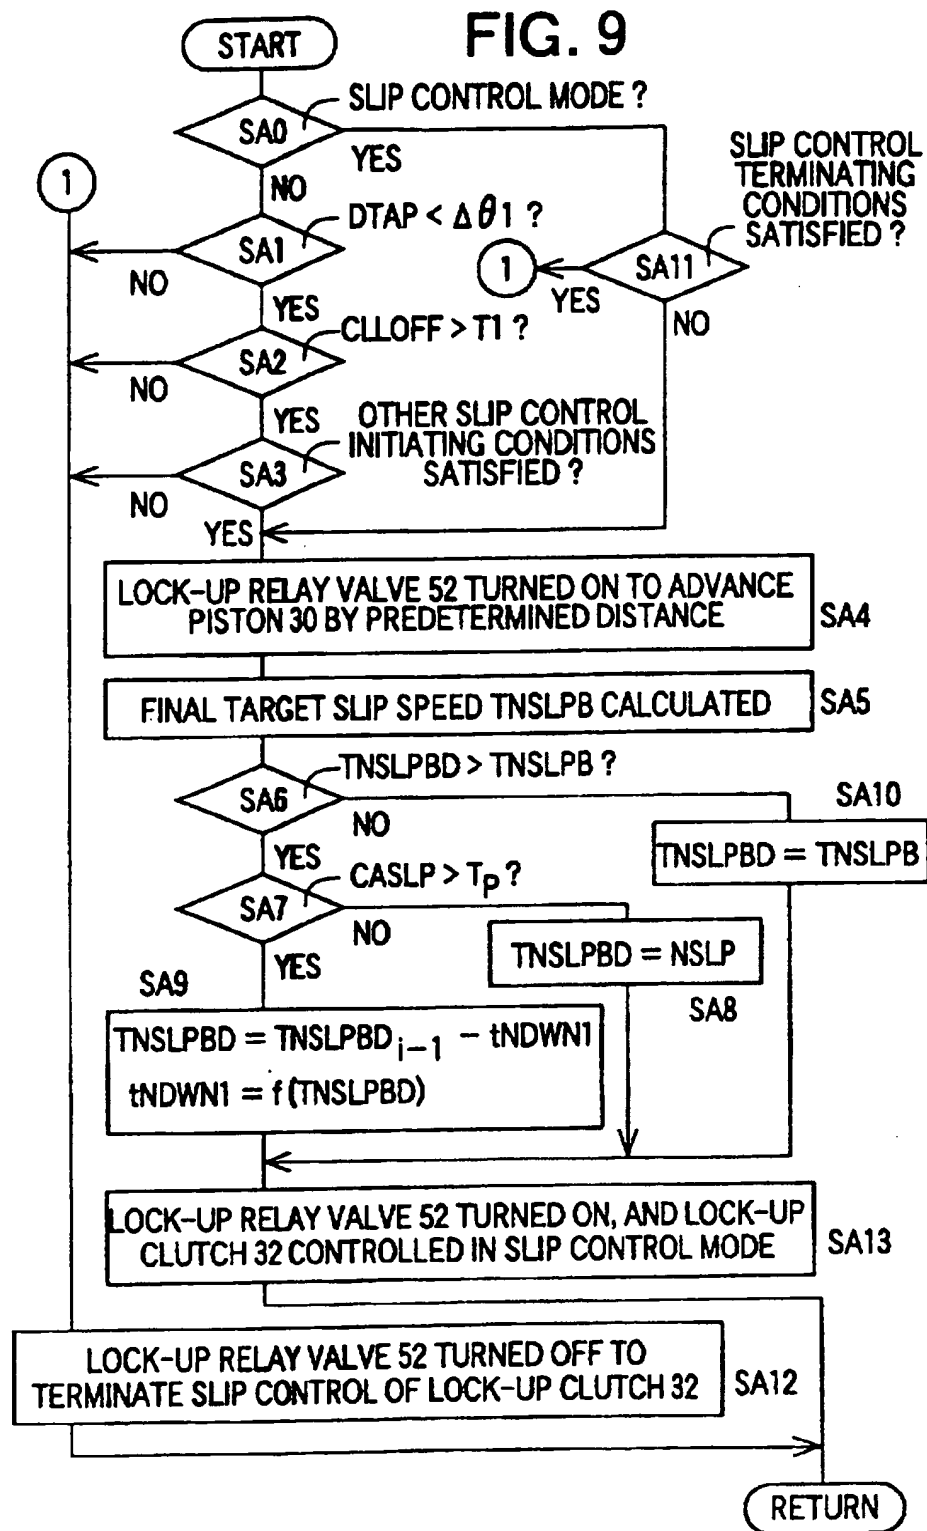 FIG. 9
START
SLIP CONTROL MODE ?
SA0
YES
NO
SLIP CONTROL
TERMINATING
CONDITIONS
SATISFIED ?
1
DTAP < Δθ1 ?
SA1
NO
YES
1
SA11
YES
NO
CLLOFF > T1 ?
SA2
NO
YES
OTHER SLIP CONTROL
INITIATING CONDITIONS
SATISFIED ?
SA3
NO
YES
LOCK-UP RELAY VALVE 52 TURNED ON TO ADVANCE
PISTON 30 BY PREDETERMINED DISTANCE
SA4
FINAL TARGET SLIP SPEED TNSLPB CALCULATED
SA5
TNSLPBD > TNSLPB ?
SA6
NO
YES
SA10
TNSLPBD = TNSLPB
CASLP > Tp ?
SA7
NO
YES
TNSLPBD = NSLP
SA8
SA9
TNSLPBD = TNSLPBD i-1 - tNDWN1
tNDWN1 = f(TNSLPBD)
LOCK-UP RELAY VALVE 52 TURNED ON, AND LOCK-UP
CLUTCH 32 CONTROLLED IN SLIP CONTROL MODE
SA13
LOCK-UP RELAY VALVE 52 TURNED OFF TO
TERMINATE SLIP CONTROL OF LOCK-UP CLUTCH 32
SA12
RETURN